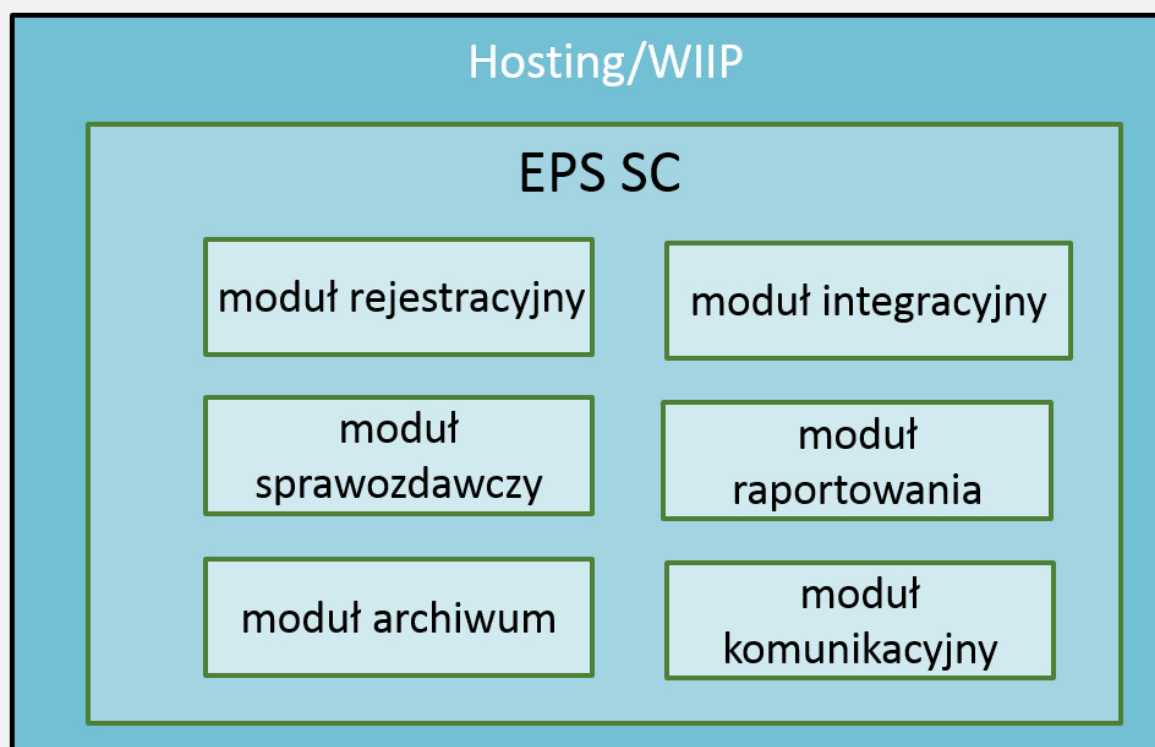 Hosting/WIIP
EPS SC
moduł rejestracyjny
moduł integracyjny
moduł
sprawozdawczy
moduł
raportowania
moduł archiwum
moduł
komunikacyjny